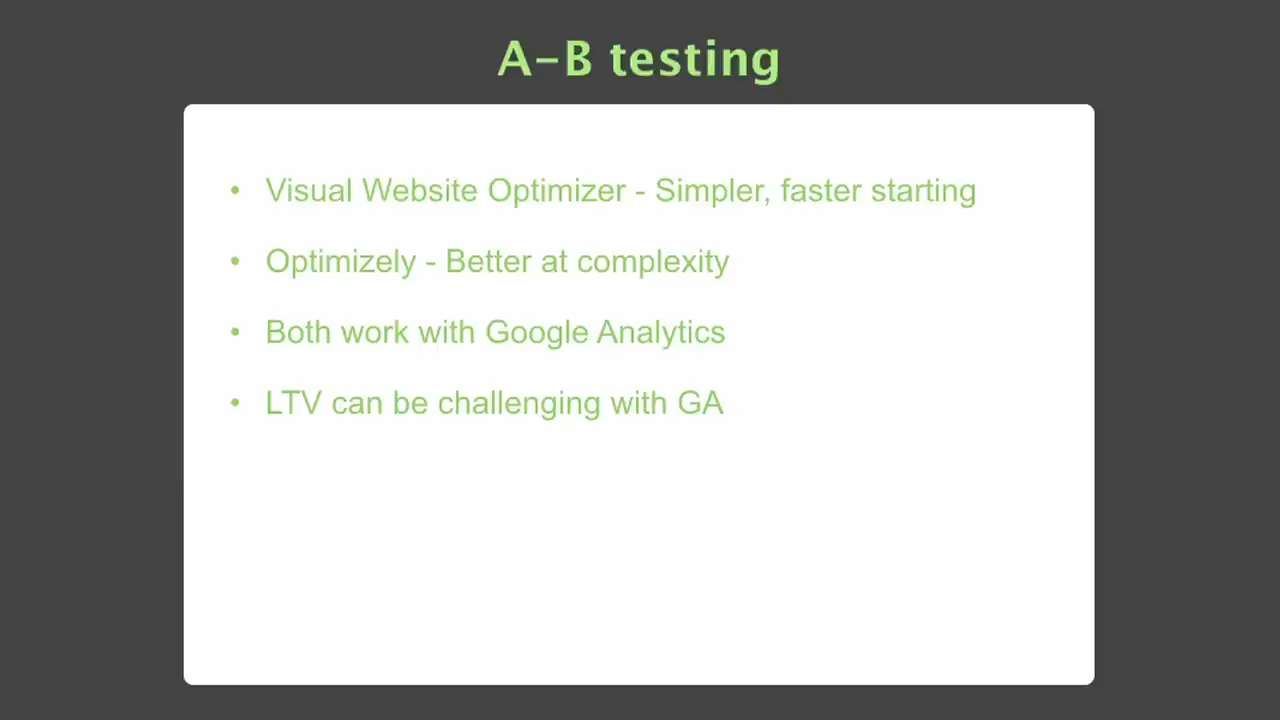 A-B testing
• Visual Website Optimizer - Simpler, faster starting
• Optimizely - Better at complexity
• Both work with Google Analytics
• LTV can be challenging with GA